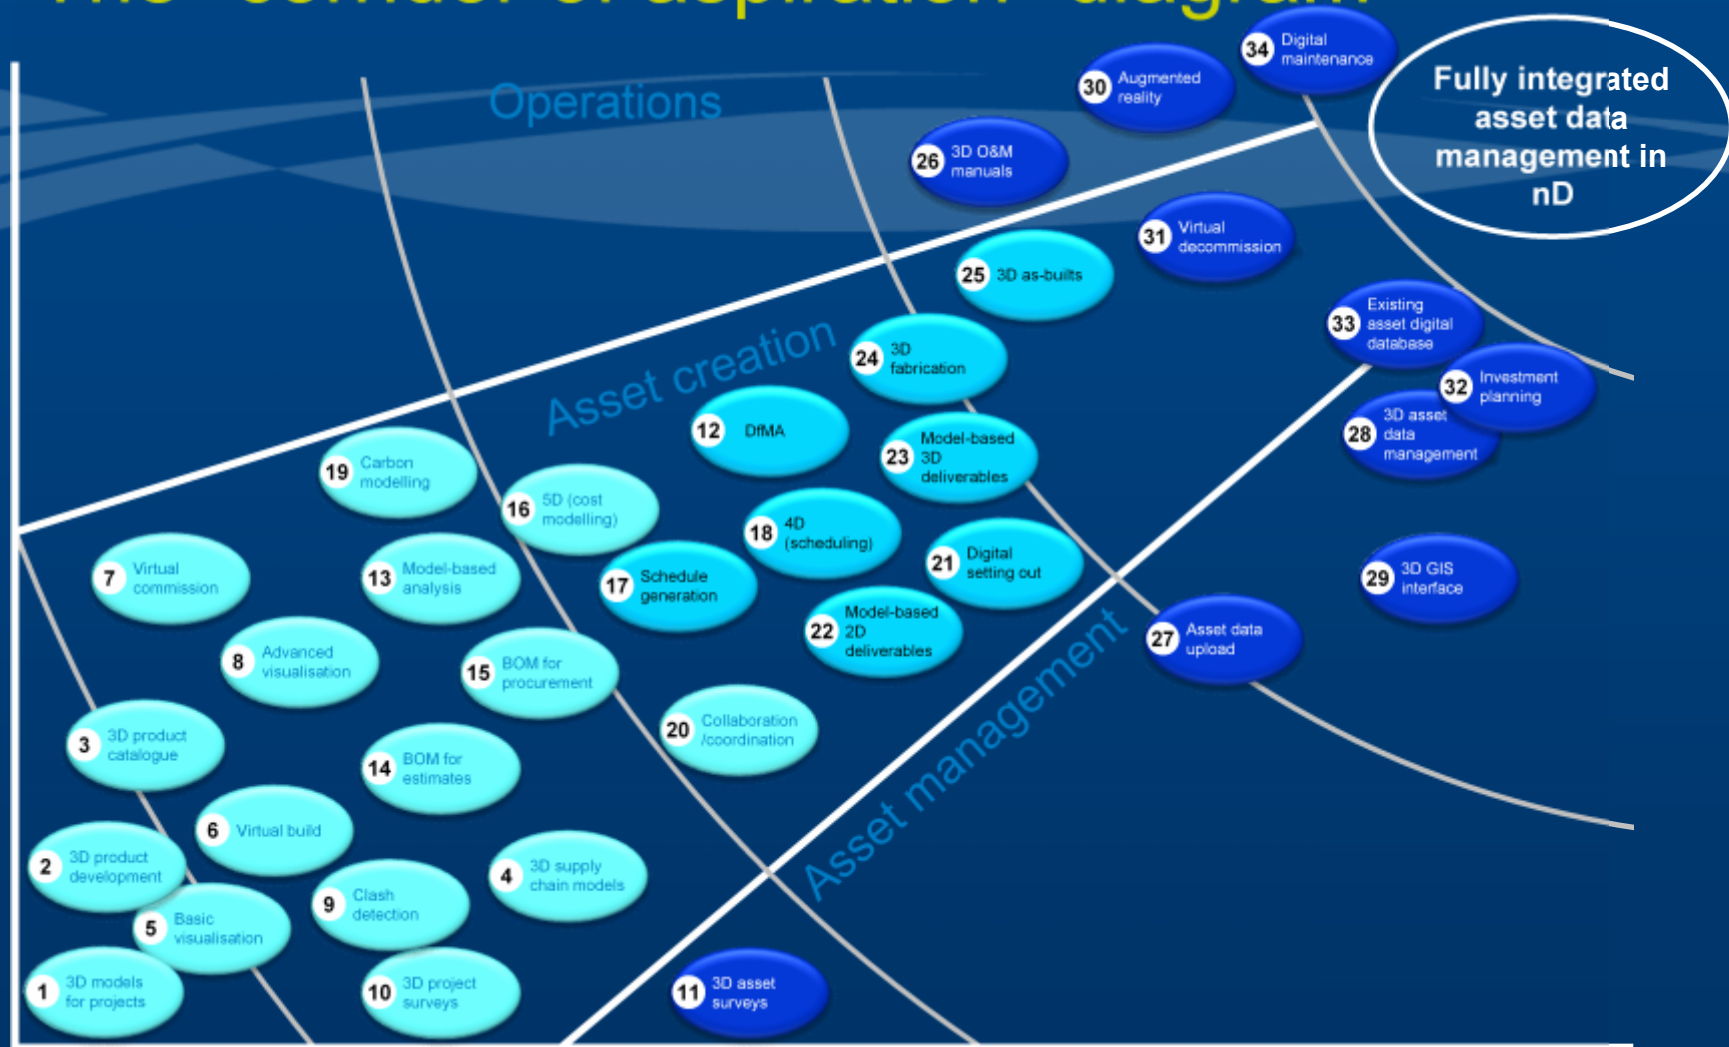 Operations
34
Digital
maintenance
30
Augmented
reality
Fully integrated
asset data
management in
nD
26
3D O&M
manuals
31
Virtual
decommission
25
3D as-builts
33
Existing
asset digital
database
Asset creation
24
3D
fabrication
32
Investment
planning
28
3D asset
data
management
12
DfMA
23
Model-based
3D
deliverables
19
Carbon
modelling
16
5D (cost
modelling)
18
4D
(scheduling)
21
Digital
setting out
7
Virtual
commission
13
Model-based
analysis
17
Schedule
generation
29
3D GIS
interface
22
Model-based
2D
deliverables
27
Asset data
upload
8
Advanced
visualisation
15
BOM for
procurement
3
3D product
catalogue
20
Collaboration
/coordination
14
BOM for
estimates
Asset management
6
Virtual build
2
3D product
development
4
3D supply
chain models
9
Clash
detection
5
Basic
visualisation
1
3D models
for projects
10
3D project
surveys
11
3D asset
surveys